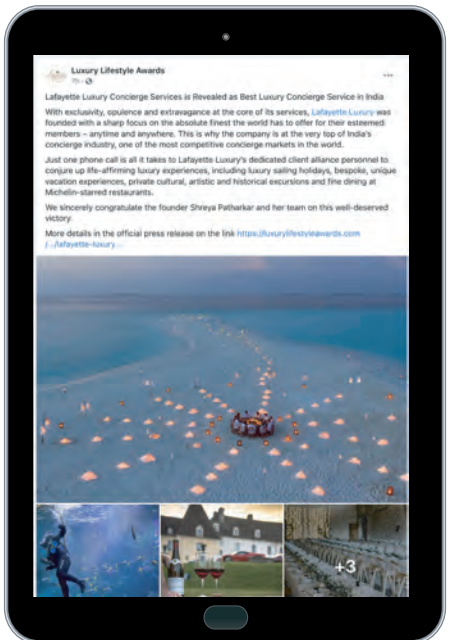 Luxury Lifestyle Awards
7h ·
Lafayette Luxury Concierge Services is Revealed as Best Luxury Concierge Service in India
With exclusivity, opulence and extravagance at the core of its services, Lafayette Luxury was
founded with a sharp focus on the absolute finest the world has to offer for their esteemed
members – anytime and anywhere. This is why the company is at the very top of India's
concierge industry, one of the most competitive concierge markets in the world.
Just one phone call is all it takes to Lafayette Luxury's dedicated client alliance personnel to
conjure up life-affirming luxury experiences, including luxury sailing holidays, bespoke, unique
vacation experiences, private cultural, artistic and historical excursions and fine dining at
Michelin-starred restaurants.
We sincerely congratulate the founder Shreya Patharkar and her team on this well-deserved
victory.
More details in the official press release on the link https://luxurylifestyleawards.com
/.../lafayette-luxury...
+3